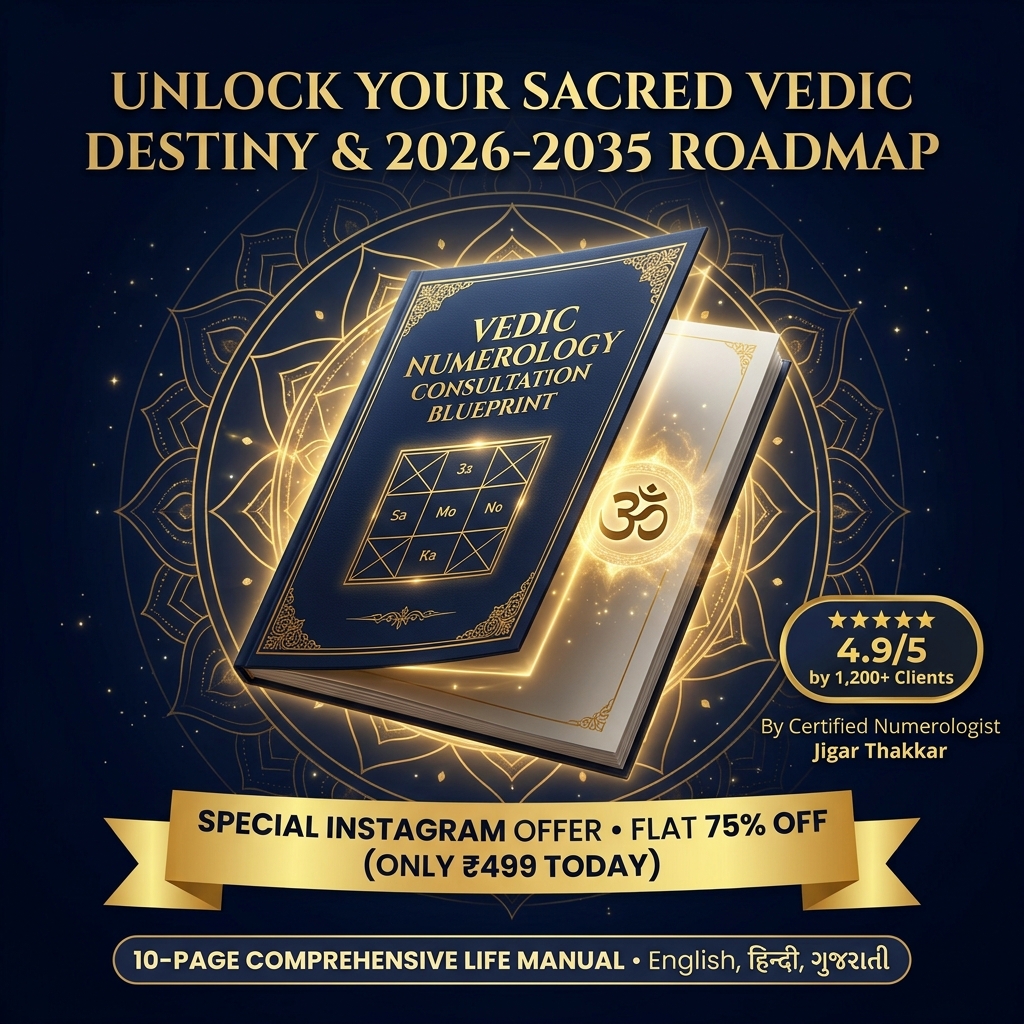 UNLOCK YOUR SACRED VEDIC
DESTINY & 2026-2035 ROADMAP
VEDIC
NUMEROLOGY
CONSULTATION
BLUEPRINT
3ะ
Sa Mo No
Ka
ॐ
★★★★★
4.9/5
by 1,200+ Clients
By Certified Numerologist
Jigar Thakkar
SPECIAL INSTAGRAM OFFER • FLAT 75% OFF
(ONLY ₹499 TODAY)
10-PAGE COMPREHENSIVE LIFE MANUAL • English, हिन्दी, ગુજરાતી